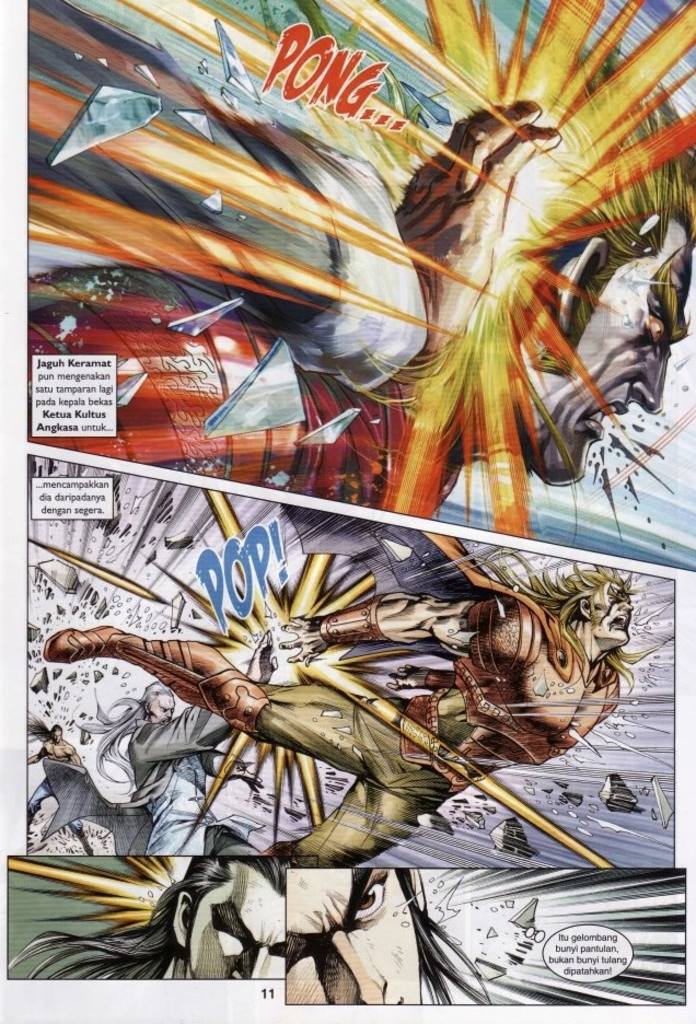 PONG...
Jaguh Keramat
pun mengenakan
satu tamparan lagi
pada kepala bekas
Ketua Kultus
Angkasa untuk...
...mencampakkan
dia daripadanya
dengan segera.
POP!
Itu gelombang
bunyi pantulan,
bukan bunyi tulang
dipatahkan!
11